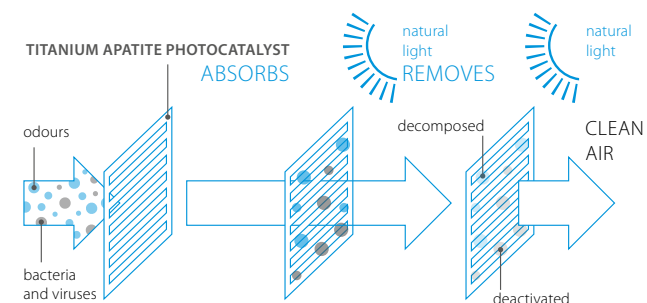 TITANIUM APATITE PHOTOCATALYST
ABSORBS
natural
light
REMOVES
natural
light
odours
decomposed
CLEAN
AIR
bacteria
and viruses
deactivated